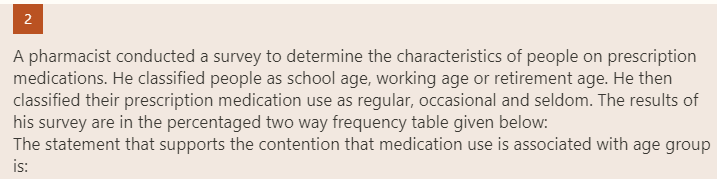 2
A pharmacist conducted a survey to determine the characteristics of people on prescription
medications. He classified people as school age, working age or retirement age. He then
classified their prescription medication use as regular, occasional and seldom. The results of
his survey are in the percentaged two way frequency table given below:
The statement that supports the contention that medication use is associated with age group
is: